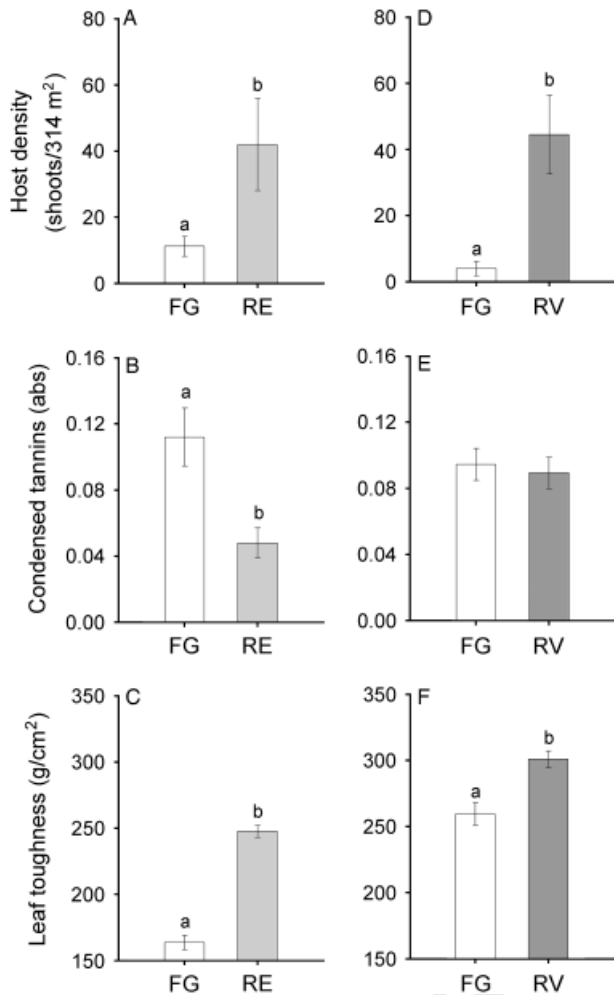 A
Host density
(shoots/314 m²)
80
60
40
20
0
a
b
FG RE
D
80
60
40
20
0
a
b
FG RV
B
Condensed tannins (abs)
0.16
0.12
0.08
0.04
0.00
a
b
FG RE
E
0.16
0.12
0.08
0.04
0.00
FG RV
C
Leaf toughness (g/cm²)
350
300
250
200
150
a
b
FG RE
F
350
300
250
200
150
a
b
FG RV